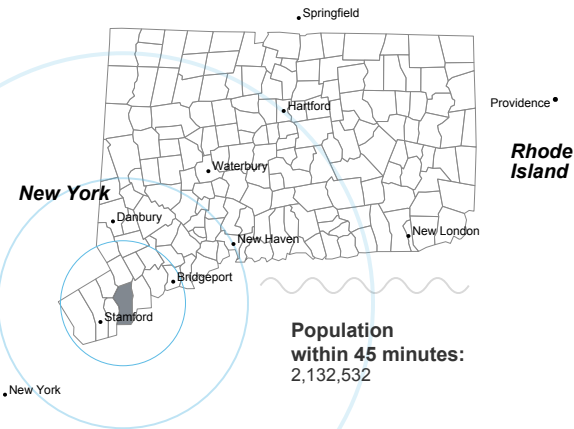 Springfield
Hartford
Providence
Rhode
Island
Waterbury
New York
Danbury
New London
New Haven
Bridgeport
Stamford
Population
within 45 minutes:
2,132,532
New York